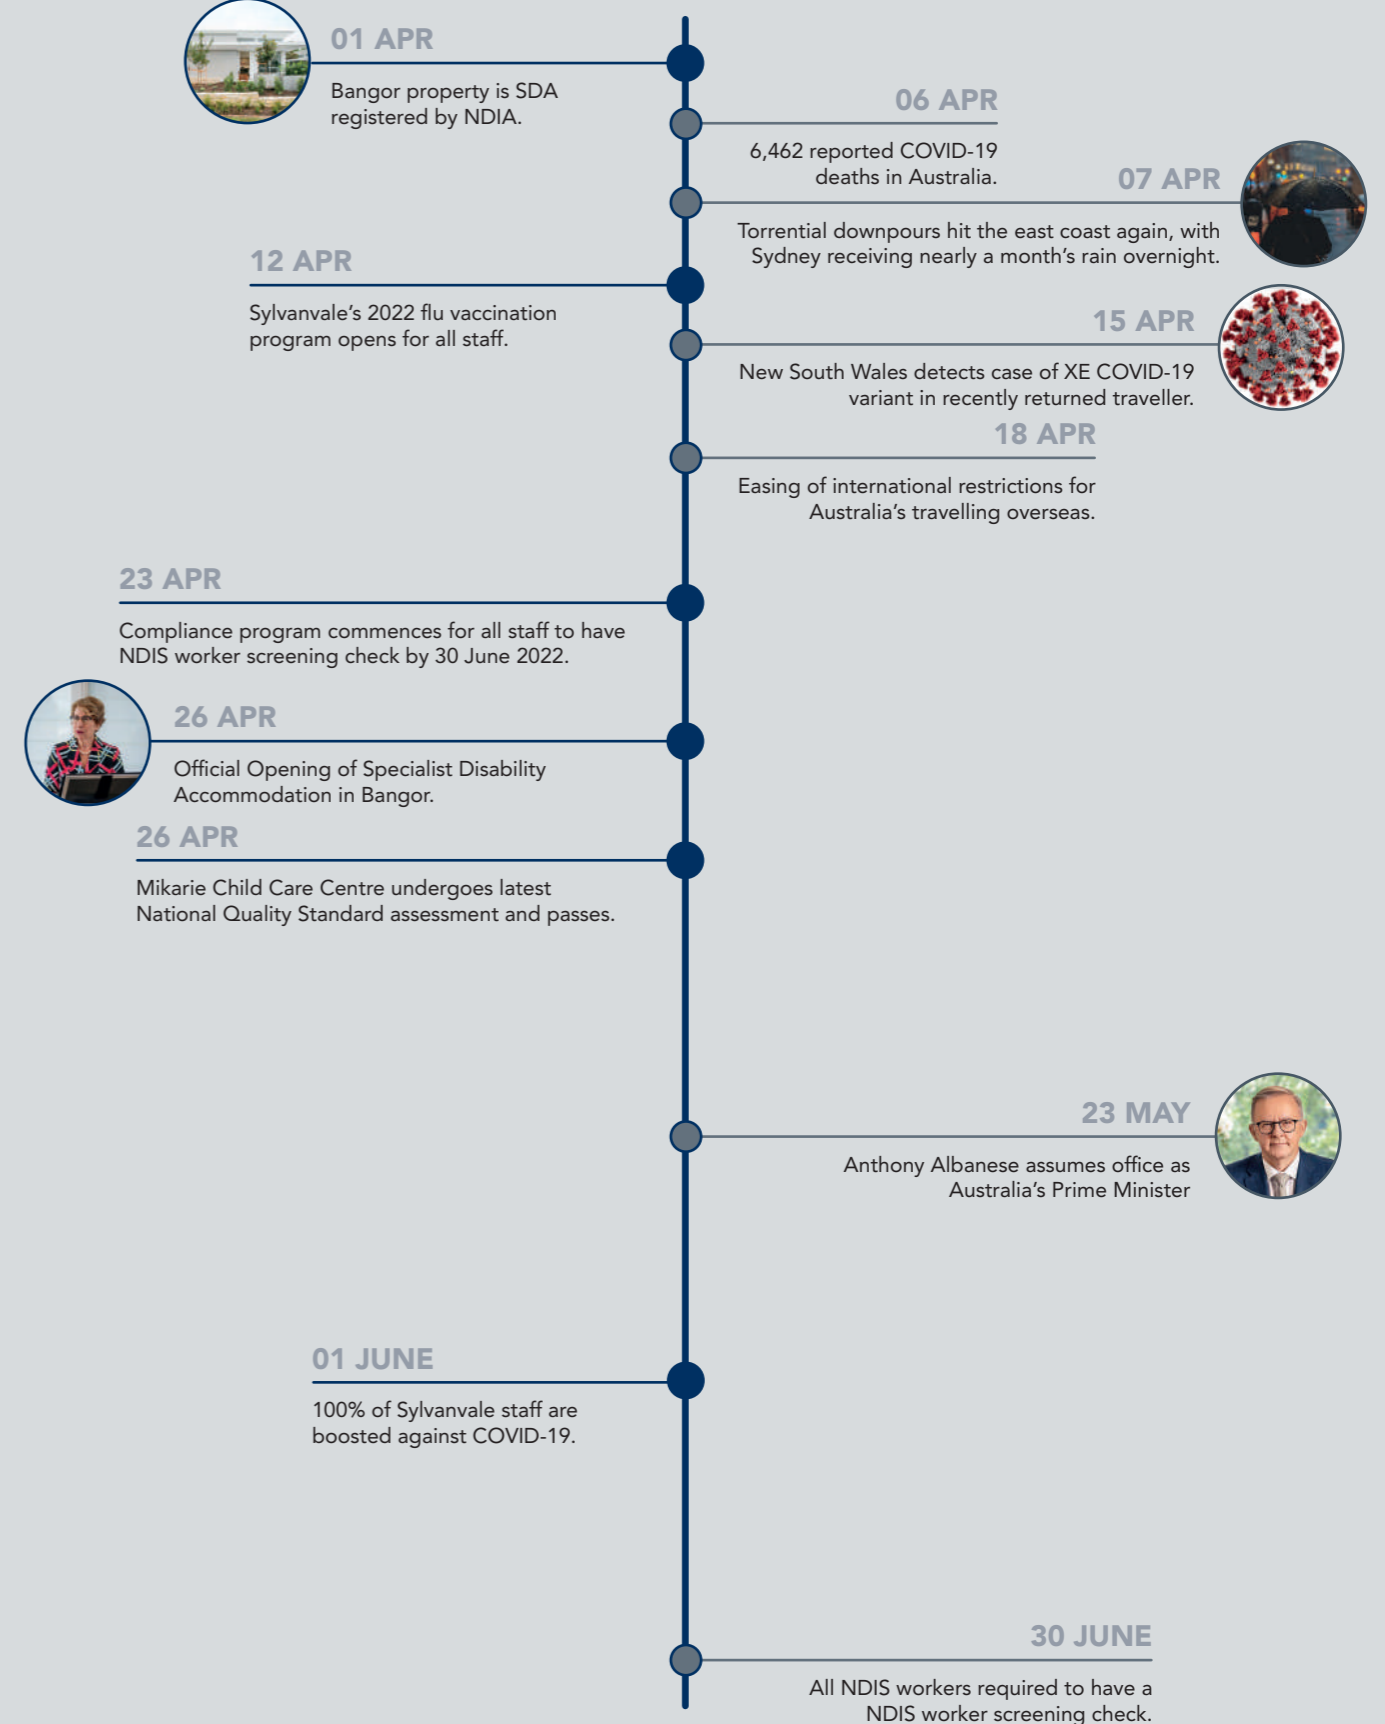 01 APR
Bangor property is SDA
registered by NDIA.
06 APR
6,462 reported COVID-19
deaths in Australia.
07 APR
Torrential downpours hit the east coast again, with
Sydney receiving nearly a month's rain overnight.
12 APR
Sylvanvale's 2022 flu vaccination
program opens for all staff.
15 APR
New South Wales detects case of XE COVID-19
variant in recently returned traveller.
18 APR
Easing of international restrictions for
Australia's travelling overseas.
23 APR
Compliance program commences for all staff to have
NDIS worker screening check by 30 June 2022.
26 APR
Official Opening of Specialist Disability
Accommodation in Bangor.
26 APR
Mikarie Child Care Centre undergoes latest
National Quality Standard assessment and passes.
23 MAY
Anthony Albanese assumes office as
Australia's Prime Minister
01 JUNE
100% of Sylvanvale staff are
boosted against COVID-19.
30 JUNE
All NDIS workers required to have a
NDIS worker screening check.